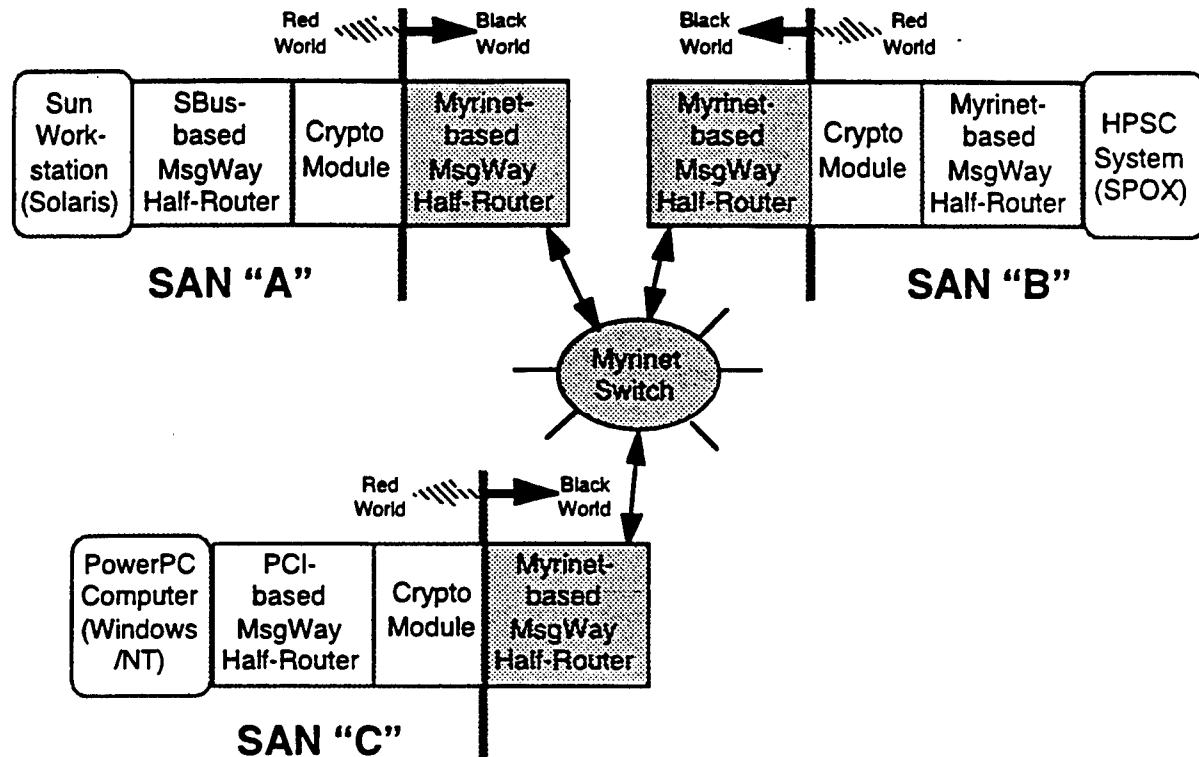 Red
World
Black
World
Black
World
Red
World
Sun
Work-
station
(Solaris)
SBus-
based
MsgWay
Half-Router
Crypto
Module
Myrinet-
based
MsgWay
Half-Router
Myrinet-
based
MsgWay
Half-Router
Crypto
Module
Myrinet-
based
MsgWay
Half-Router
HPSC
System
(SPOX)
SAN “A”
SAN “B”
Myrinet
Switch
Red
World
Black
World
PowerPC
Computer
(Windows
/NT)
PCI-
based
MsgWay
Half-Router
Crypto
Module
Myrinet-
based
MsgWay
Half-Router
SAN “C”